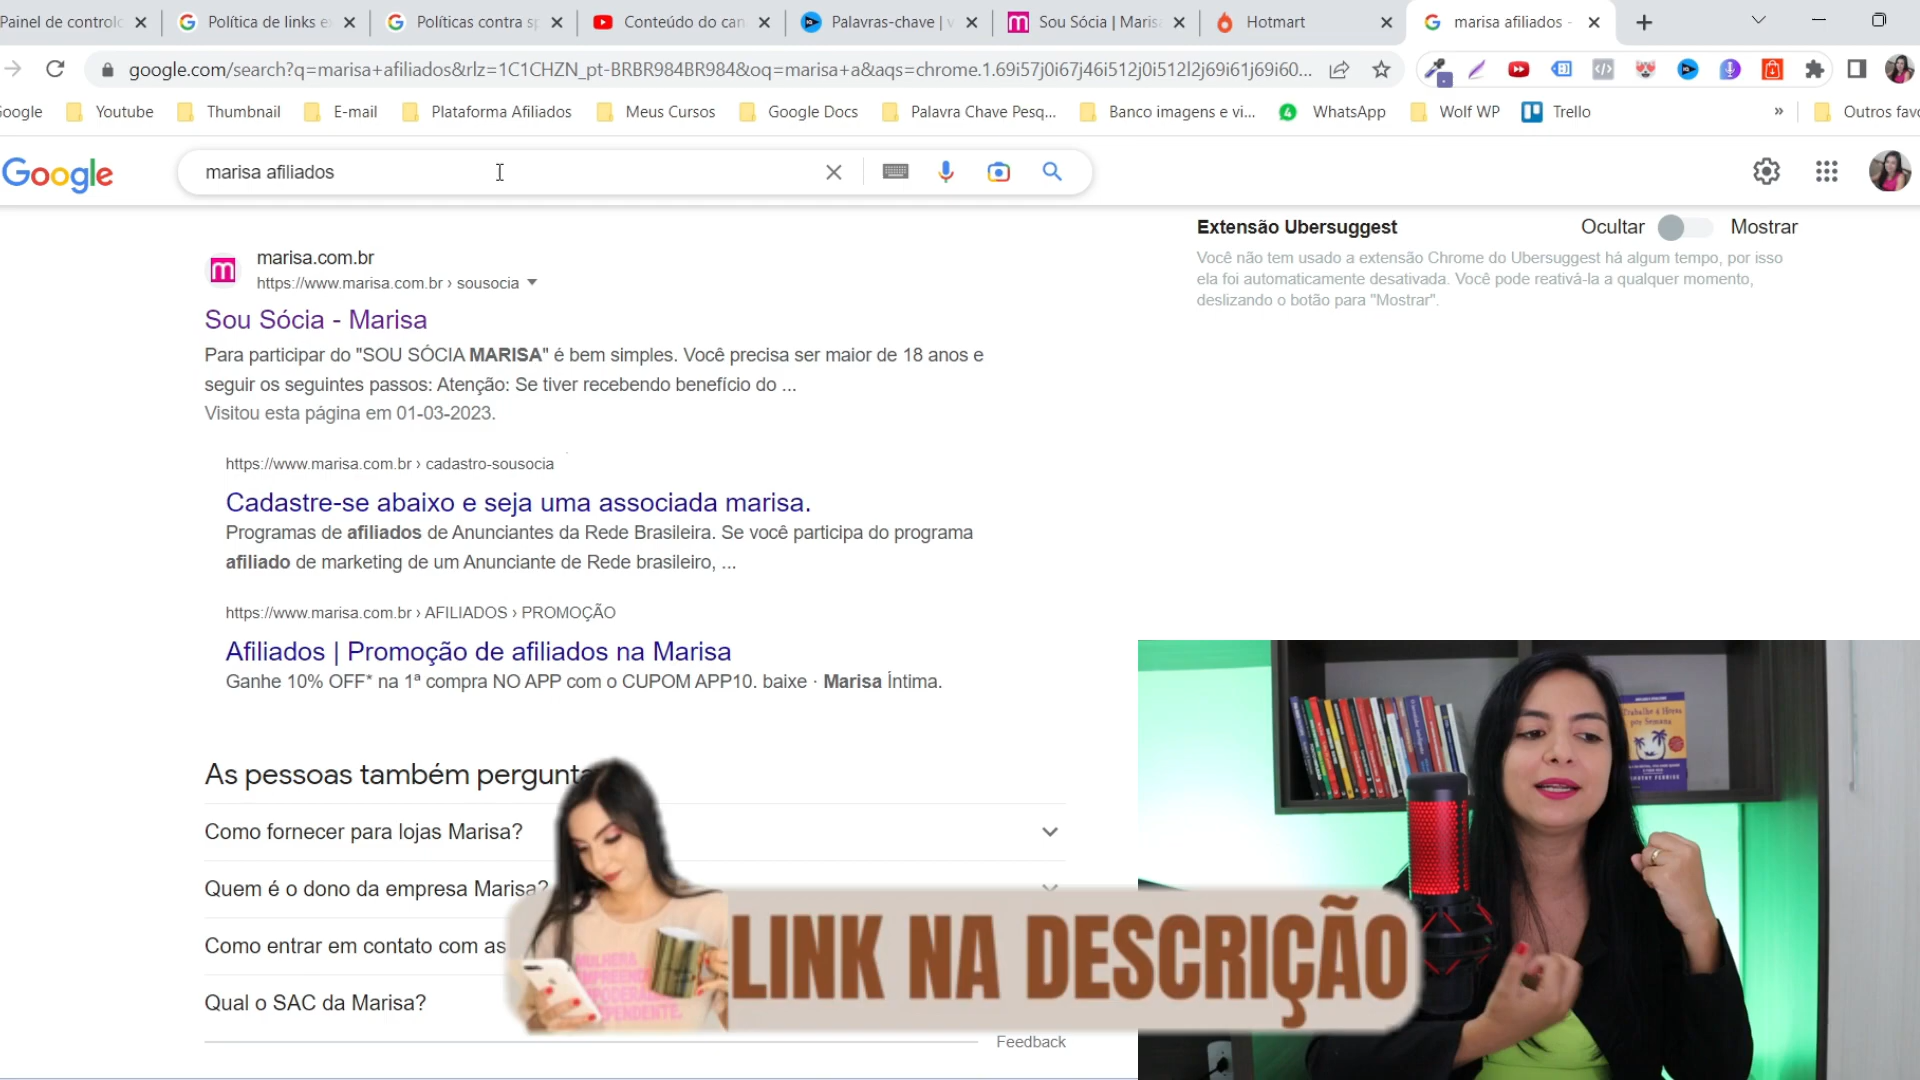 Painel de controlo
Política de links e
Políticas contra sp
Conteúdo do can
Palavras-chave | v
Sou Sócia | Maris
Hotmart
marisa afiliados -
google.com/search?q=marisa+afiliados&rlz=1C1CHZN_pt-BRBR984BR984&oq=marisa+a&aqs=chrome.1.69i57j0i67j46i512j0i512l2j69i61j69i60...
oogle
Youtube
Thumbnail
E-mail
Plataforma Afiliados
Meus Cursos
Google Docs
Palavra Chave Pesq...
Banco imagens e vi...
WhatsApp
Wolf WP
Trello
»
Outros favo
Google
marisa afiliados
Extensão Ubersuggest
Ocultar
Mostrar
Você não tem usado a extensão Chrome do Ubersuggest há algum tempo, por isso
ela foi automaticamente desativada. Você pode reativá-la a qualquer momento,
deslizando o botão para "Mostrar".
marisa.com.br
https://www.marisa.com.br › sousocia
Sou Sócia - Marisa
Para participar do "SOU SÓCIA MARISA" é bem simples. Você precisa ser maior de 18 anos e
seguir os seguintes passos: Atenção: Se tiver recebendo benefício do ...
Visitou esta página em 01-03-2023.
https://www.marisa.com.br › cadastro-sousocia
Cadastre-se abaixo e seja uma associada marisa.
Programas de afiliados de Anunciantes da Rede Brasileira. Se você participa do programa
afiliado de marketing de um Anunciante de Rede brasileiro, ...
https://www.marisa.com.br › AFILIADOS › PROMOÇÃO
Afiliados | Promoção de afiliados na Marisa
Ganhe 10% OFF* na 1ª compra NO APP com o CUPOM APP10. baixe · Marisa Íntima.
As pessoas também pergunta
Como fornecer para lojas Marisa?
Quem é o dono da empresa Marisa?
Como entrar em contato com as
Qual o SAC da Marisa?
Feedback
LINK NA DESCRIÇÃO
Trabalhe 4 Horas
por Semana